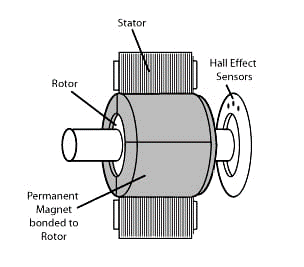 Stator
Hall Effect
Sensors
Rotor
Permanent
Magnet
bonded to
Rotor